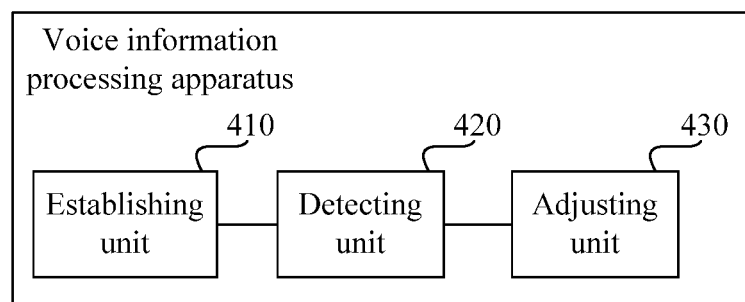 Voice information
processing apparatus
410
420
430
Establishing
unit
Detecting
unit
Adjusting
unit